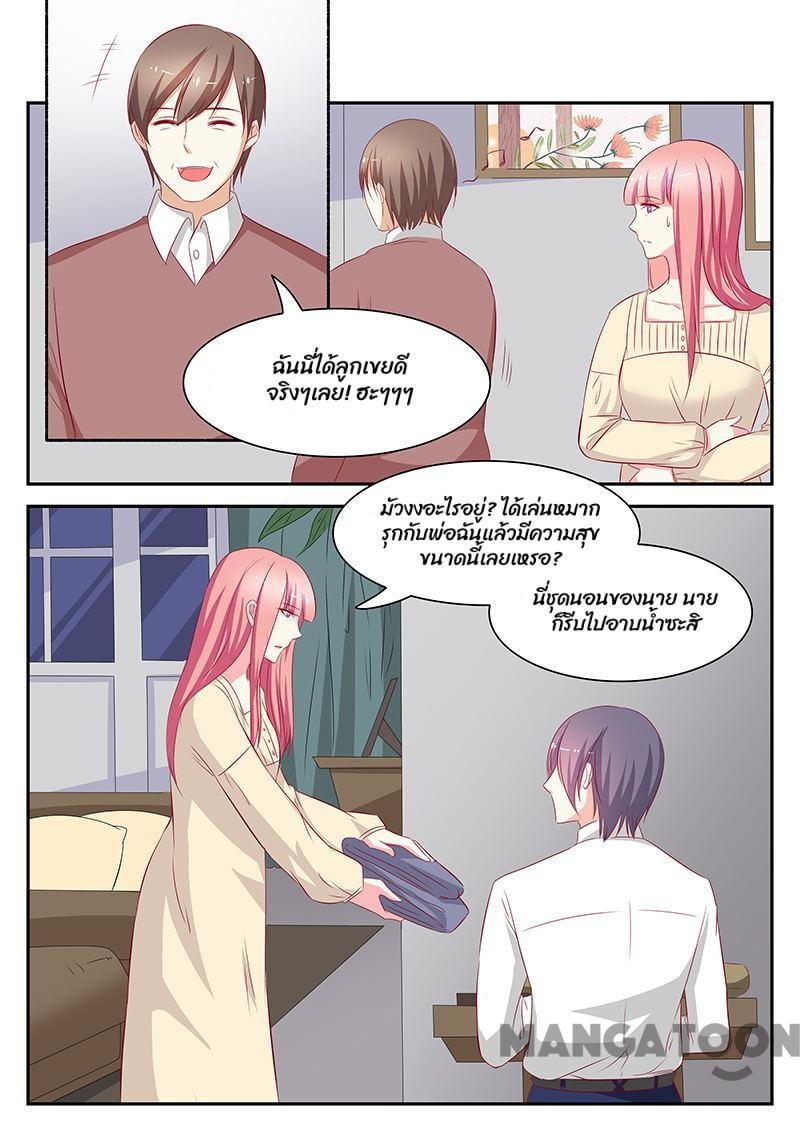 ฉันนี่ได้ลูกเขยดี
จริงๆเลย! ฮะๆๆๆ
มัวงงอะไรอยู่? ได้เล่นหมาก
รุกกับพ่อฉันแล้วมีความสุข
ขนาดนี้เลยเหรอ?
นี่ชุดนอนของนาย นาย
ก็รีบไปอาบน้ำซะสิ
MANGATOON